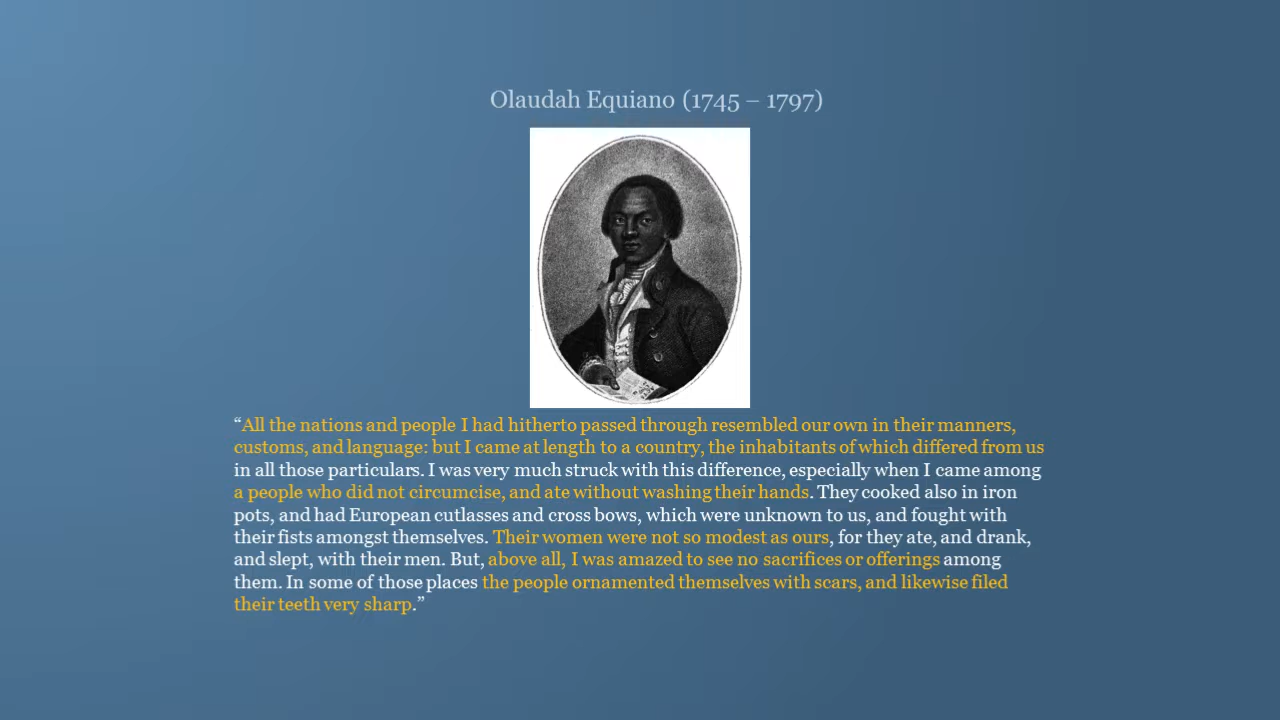 Olaudah Equiano (1745 – 1797)
“All the nations and people I had hitherto passed through resembled our own in their manners,
customs, and language: but I came at length to a country, the inhabitants of which differed from us
in all those particulars. I was very much struck with this difference, especially when I came among
a people who did not circumcise, and ate without washing their hands. They cooked also in iron
pots, and had European cutlasses and cross bows, which were unknown to us, and fought with
their fists amongst themselves. Their women were not so modest as ours, for they ate, and drank,
and slept, with their men. But, above all, I was amazed to see no sacrifices or offerings among
them. In some of those places the people ornamented themselves with scars, and likewise filed
their teeth very sharp.”